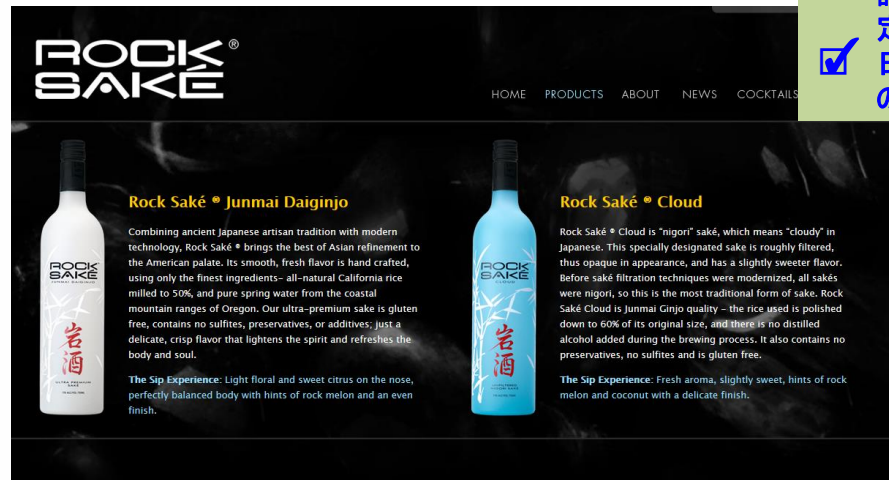 定
ROCK®
SAKÉ
HOME PRODUCTS ABOUT NEWS COCKTAILS
Rock Saké ® Junmai Daiginjo
Combining ancient Japanese artisan tradition with modern
technology, Rock Saké ® brings the best of Asian refinement to
the American palate. Its smooth, fresh flavor is hand crafted,
using only the finest ingredients– all-natural California rice
milled to 50%, and pure spring water from the coastal
mountain ranges of Oregon. Our ultra-premium sake is gluten
free, contains no sulfites, preservatives, or additives; just a
delicate, crisp flavor that lightens the spirit and refreshes the
body and soul.
The Sip Experience: Light floral and sweet citrus on the nose,
perfectly balanced body with hints of rock melon and an even
finish.
ROCK
SAKÉ
JUNMAI DAIGINJO
岩
酒
ULTRA PREMIUM
SAKÉ
Rock Saké ® Cloud
Rock Saké ® Cloud is “nigori” saké, which means “cloudy” in
Japanese. This specially designated sake is roughly filtered,
thus opaque in appearance, and has a slightly sweeter flavor.
Before saké filtration techniques were modernized, all sakés
were nigori, so this is the most traditional form of sake. Rock
Saké Cloud is Junmai Ginjo quality – the rice used is polished
down to 60% of its original size, and there is no distilled
alcohol added during the brewing process. It also contains no
preservatives, no sulfites and is gluten free.
The Sip Experience: Fresh aroma, slightly sweet, hints of rock
melon and coconut with a delicate finish.
ROCK
SAKÉ
CLOUD
岩
酒